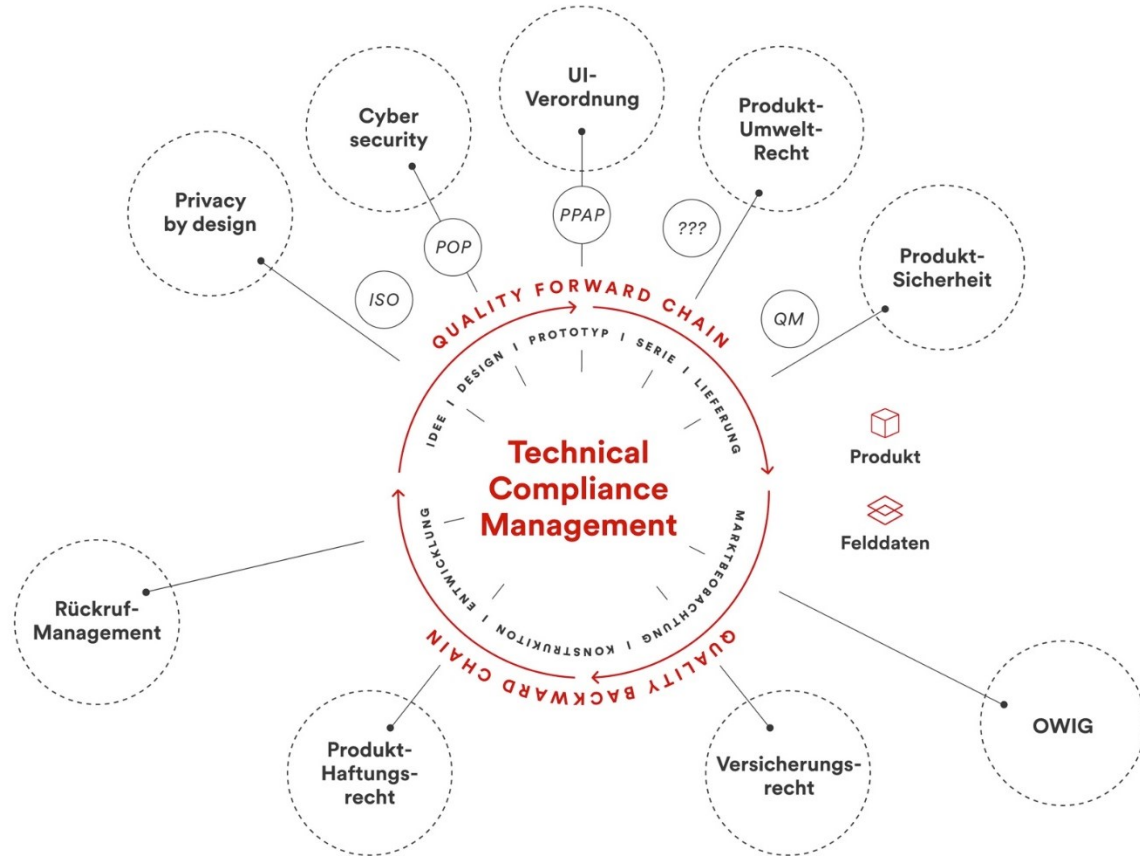 UI-
Verordnung
Cyber
security
Produkt-
Umwelt-
Recht
Privacy
by design
PPAP
???
POP
Produkt-
Sicherheit
ISO
QM
QUALITY FORWARD CHAIN
IDEE I DESIGN I PROTOTYP I SERIE I LIEFERUNG
Technical
Compliance
Management
Produkt
Felddaten
MARKTBEOBACHTUNG I KONSTRUKITON I ENTWICKLUNG
QUALITY BACKWARD CHAIN
Rückruf-
Management
Produkt-
Haftungs-
recht
Versicherungs-
recht
OWIG